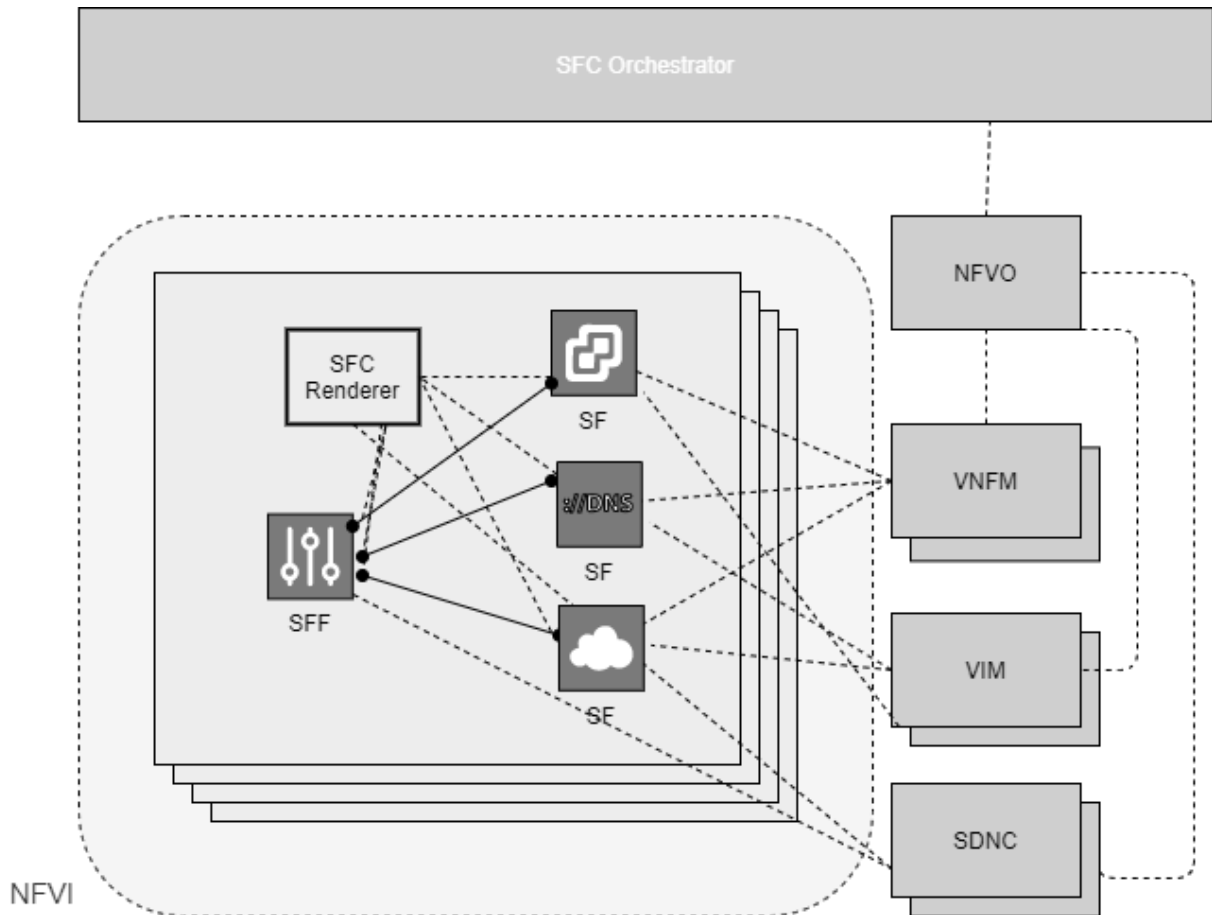 SFC Orchestrator
NFVO
SFC
Renderer
SF
VNFM
://DNS
SF
SFF
VIM
SF
SDNC
NFVI